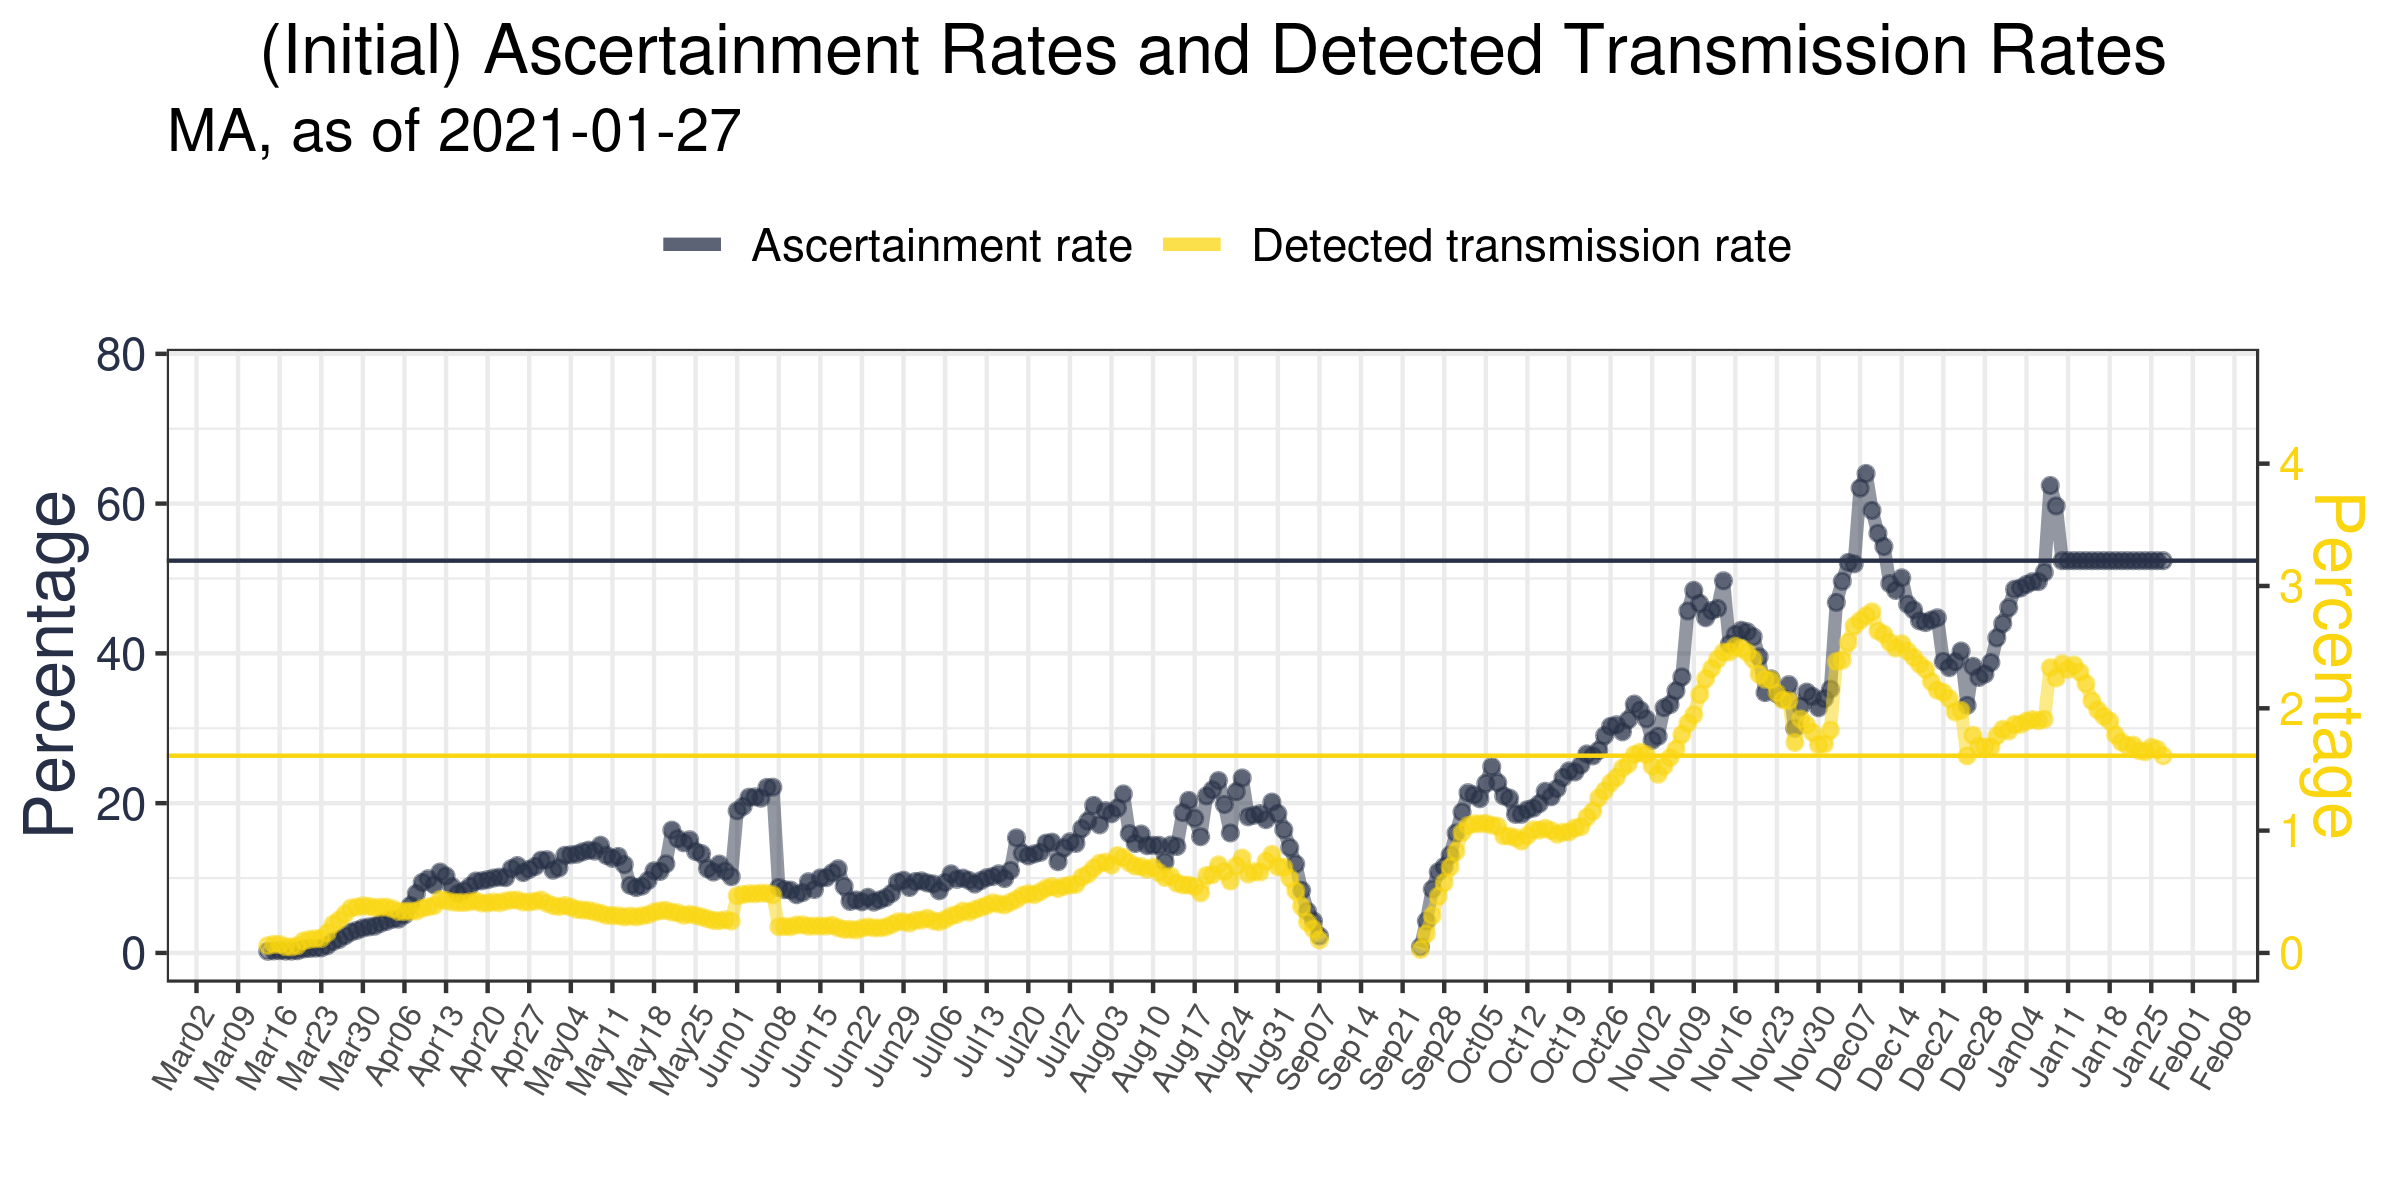 (Initial) Ascertainment Rates and Detected Transmission Rates
MA, as of 2021-01-27
Ascertainment rate
Detected transmission rate
Percentage
80
60
40
20
0
4
3
2
1
0
Percentage
Mar02
Mar09
Mar16
Mar23
Mar30
Apr06
Apr13
Apr20
Apr27
May04
May11
May18
May25
Jun01
Jun08
Jun15
Jun22
Jun29
Jul06
Jul13
Jul20
Jul27
Aug03
Aug10
Aug17
Aug24
Aug31
Sep07
Sep14
Sep21
Sep28
Oct05
Oct12
Oct19
Oct26
Nov02
Nov09
Nov16
Nov23
Nov30
Dec07
Dec14
Dec21
Dec28
Jan04
Jan11
Jan18
Jan25
Feb01
Feb08